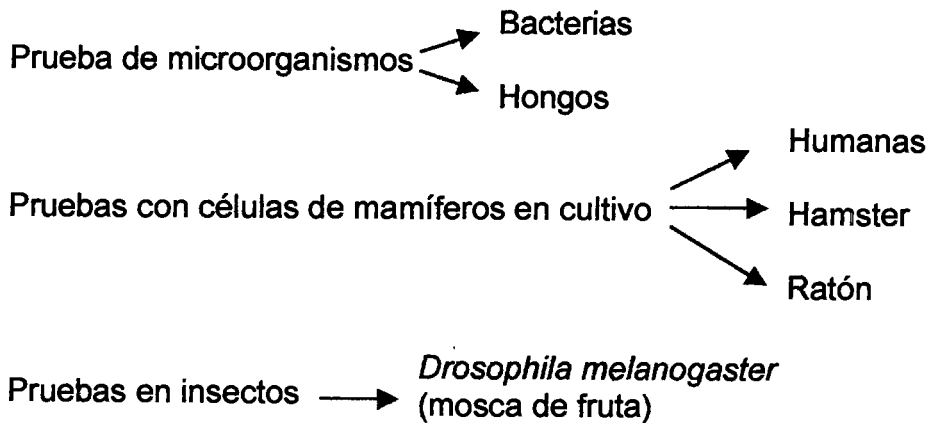 Bacterias
Prueba de microorganismos
Hongos
Humanas
Pruebas con células de mamíferos en cultivo
Hamster
Ratón
Drosophila melanogaster
Pruebas en insectos
(mosca de fruta)